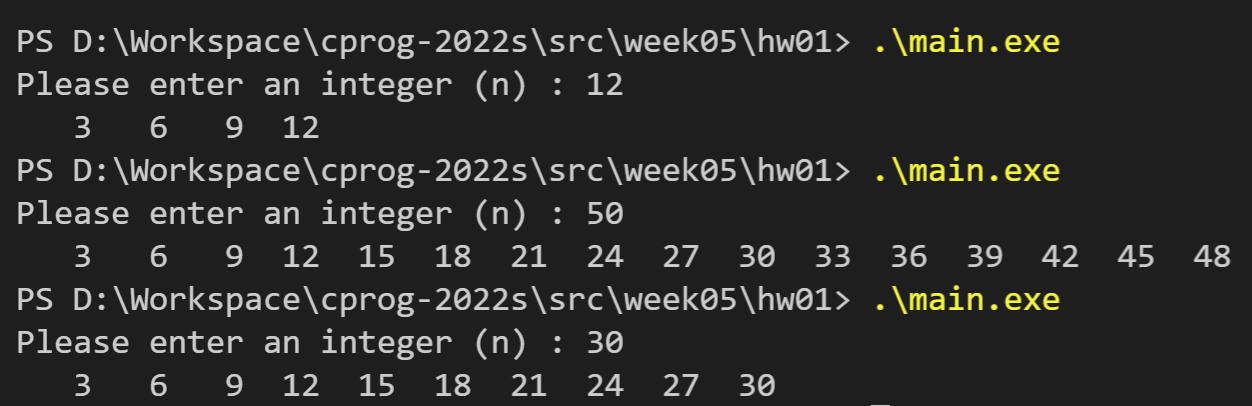 PS D:\Workspace\cprog-2022s\src\week05\hw01> .\main.exe
Please enter an integer (n) : 12
   3   6   9  12
PS D:\Workspace\cprog-2022s\src\week05\hw01> .\main.exe
Please enter an integer (n) : 50
   3   6   9  12  15  18  21  24  27  30  33  36  39  42  45  48
PS D:\Workspace\cprog-2022s\src\week05\hw01> .\main.exe
Please enter an integer (n) : 30
   3   6   9  12  15  18  21  24  27  30